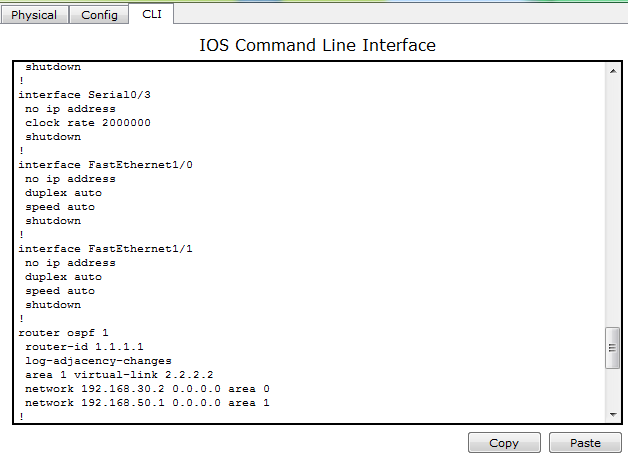 Physical Config CLI
IOS Command Line Interface
shutdown
!
interface Serial0/3
no ip address
clock rate 2000000
shutdown
!
interface FastEthernet1/0
no ip address
duplex auto
speed auto
shutdown
!
interface FastEthernet1/1
no ip address
duplex auto
speed auto
shutdown
!
router ospf 1
router-id 1.1.1.1
log-adjacency-changes
area 1 virtual-link 2.2.2.2
network 192.168.30.2 0.0.0.0 area 0
network 192.168.50.1 0.0.0.0 area 1
!
Copy Paste